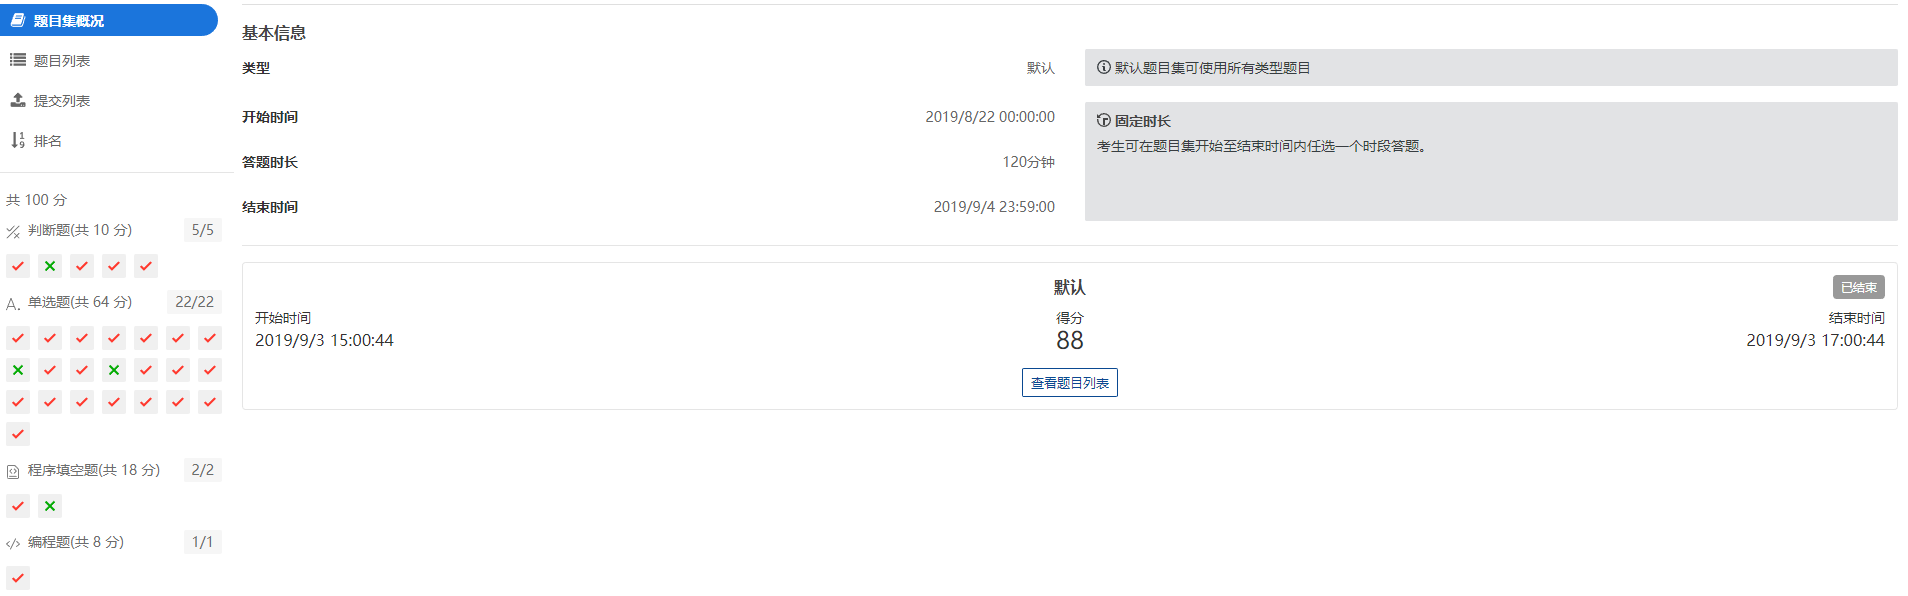 题目集概况
题目列表
提交列表
排名
共 100 分
判断题(共 10 分)
5/5
单选题(共 64 分)
22/22
程序填空题(共 18 分)
2/2
编程题(共 8 分)
1/1
基本信息
类型
默认
默认题目集可使用所有类型题目
开始时间
2019/8/22 00:00:00
答题时长
120分钟
结束时间
2019/9/4 23:59:00
固定时长
考生可在题目集开始至结束时间内任选一个时段答题。
默认
已结束
开始时间
2019/9/3 15:00:44
得分
88
结束时间
2019/9/3 17:00:44
查看题目列表